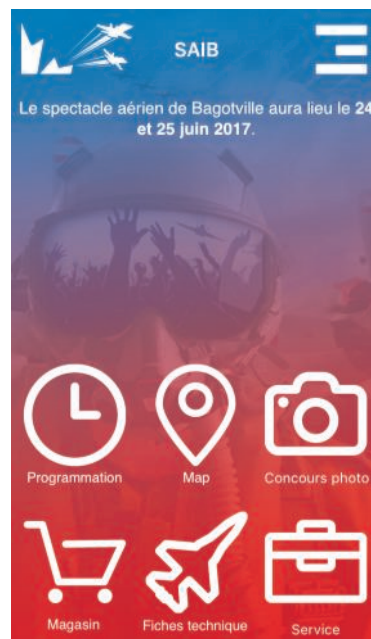 SAIB
Le spectacle aérien de Bagotville aura lieu le 24
et 25 juin 2017.
Programmation
Map
Concours photo
Magasin
Fiches technique
Service